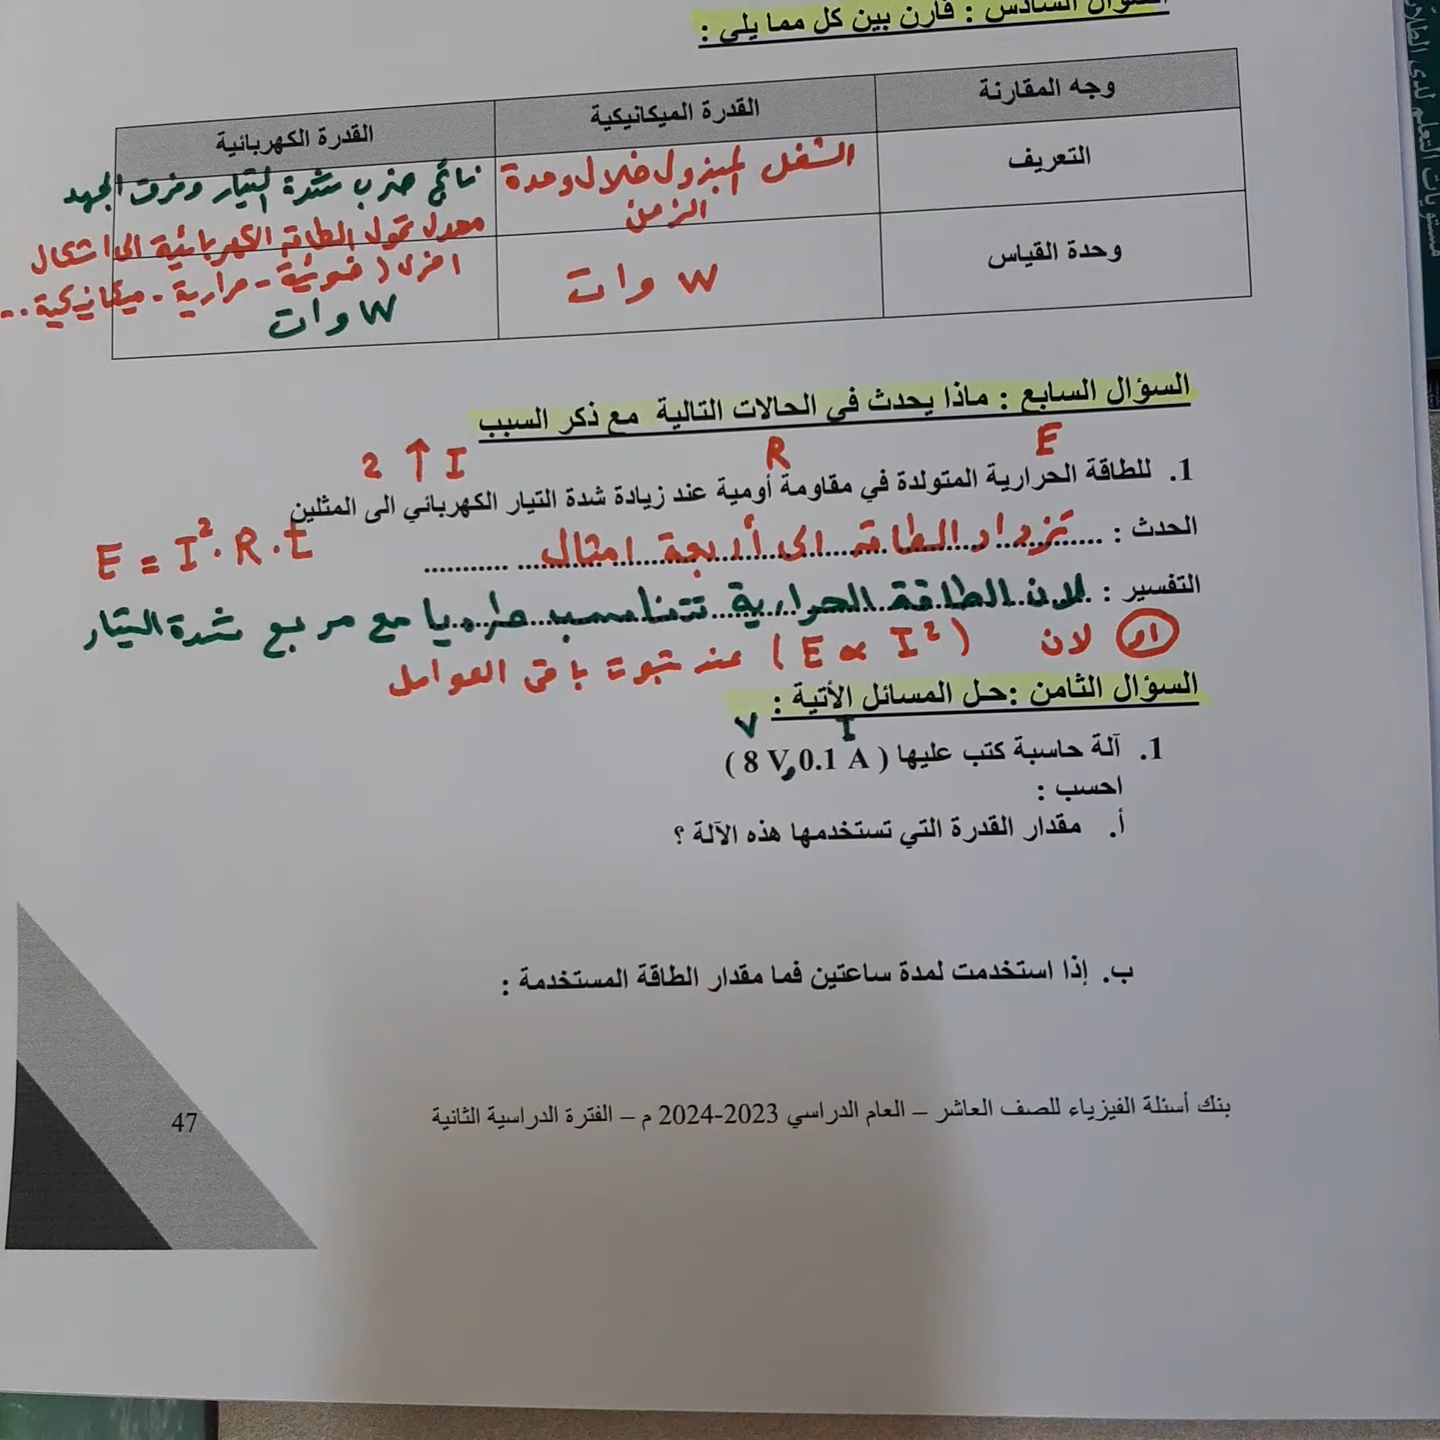 السؤال السادس : قارن بين كل مما يلي :
وجه المقارنة القدرة الميكانيكية القدرة الكهربائية
التعريف الشغل المبذول خلال وحدة الزمن ناتج ضرب شدة التيار وفرق الجهد
معدل تحول الطاقة الكهربائية الى اشكال
اخرى ( ضوئية - حرارية - ميكانيكية ...
وحدة القياس W وات W وات
السؤال السابع : ماذا يحدث في الحالات التالية مع ذكر السبب
E R I ↑ 2
1. للطاقة الحرارية المتولدة في مقاومة أومية عند زيادة شدة التيار الكهربائي الى المثلين
الحدث : تزداد الطاقة الى أربعة امثال
E = I². R . t
التفسير : لان الطاقة الحرارية تتناسب طرديا مع مربع شدة التيار
او لان ( E ∝ I² ) عند ثبوت باقى العوامل
السؤال الثامن :حل المسائل الأتية :
V I
1. آلة حاسبة كتب عليها ( 8 V,0.1 A )
احسب :
أ. مقدار القدرة التي تستخدمها هذه الآلة ؟
ب. إذا استخدمت لمدة ساعتين فما مقدار الطاقة المستخدمة :
بنك أسئلة الفيزياء للصف العاشر – العام الدراسي 2023-2024 م – الفترة الدراسية الثانية
47